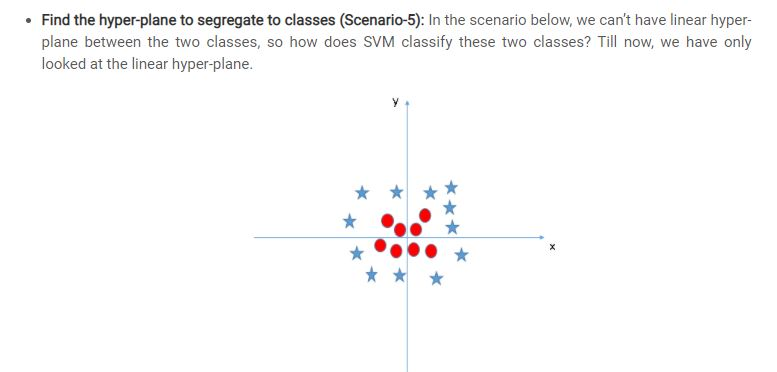 • Find the hyper-plane to segregate to classes (Scenario-5): In the scenario below, we can’t have linear hyper-
plane between the two classes, so how does SVM classify these two classes? Till now, we have only
looked at the linear hyper-plane.
y
x